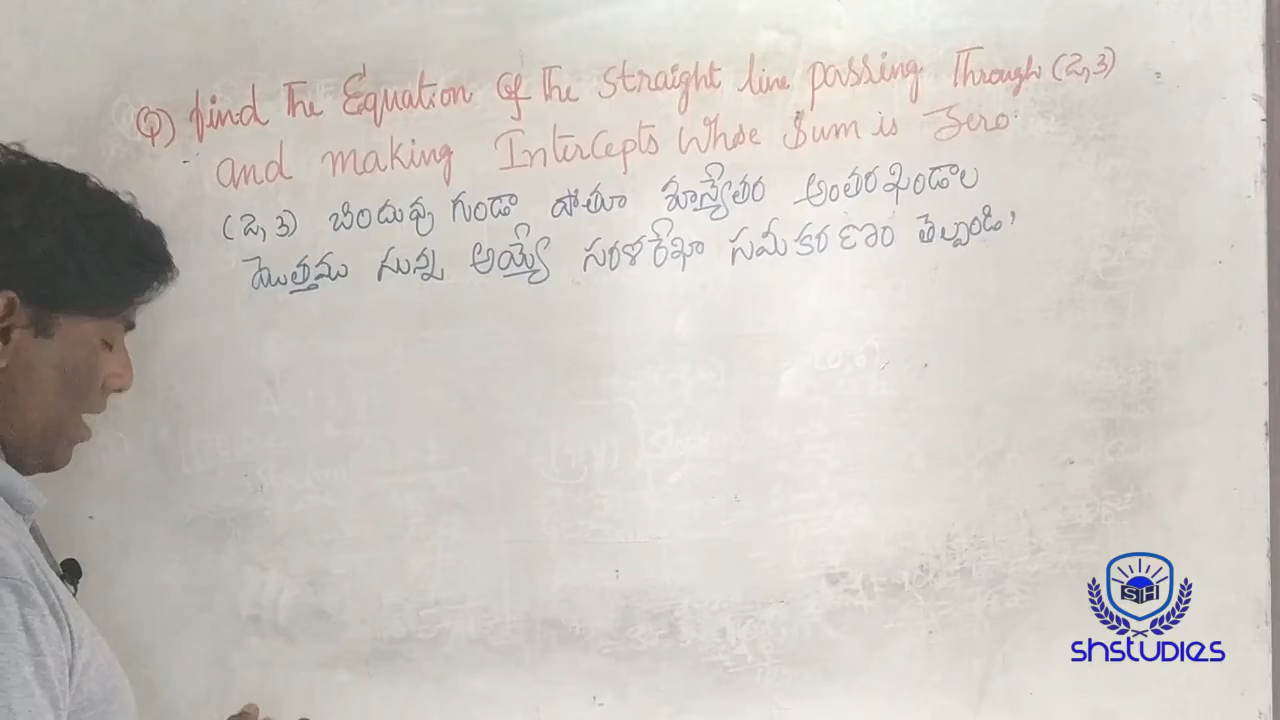 Q) find The Equation Of The straight line passing Through (2,3)
and making Intercepts Whose Sum is Zero.
(2,3) బిందువు గుండా పోతూ శూన్యేతర అంతరఖండాల
మొత్తము సున్న అయ్యే సరళరేఖా సమీకరణం తెల్పండి.
SH
SHSTUDIES